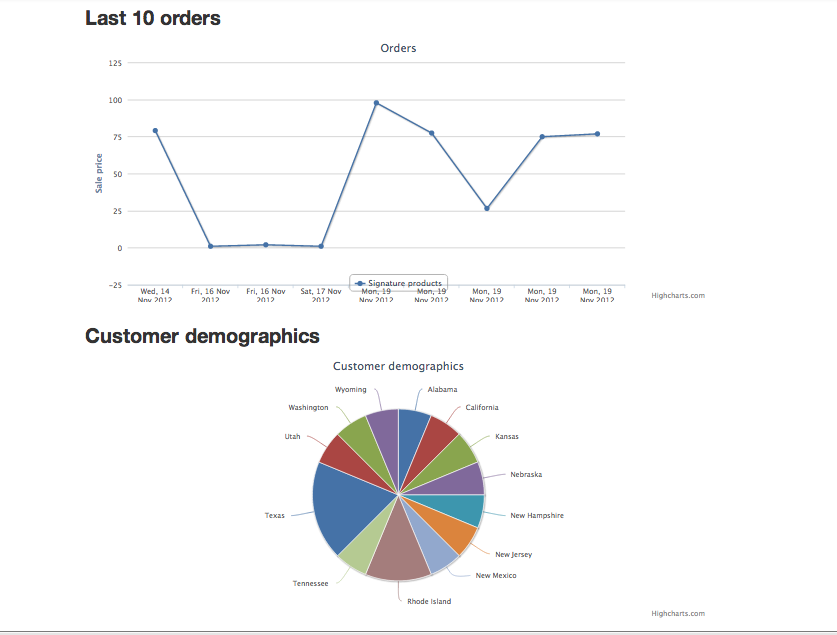 Last 10 orders
Orders
125
100
75
50
25
0
−25
Sale price
Signature products
Wed, 14 Nov 2012
Fri, 16 Nov 2012
Fri, 16 Nov 2012
Sat, 17 Nov 2012
Mon, 19 Nov 2012
Mon, 19 Nov 2012
Mon, 19 Nov 2012
Mon, 19 Nov 2012
Mon, 19 Nov 2012
Highcharts.com
Customer demographics
Customer demographics
Wyoming
Alabama
Washington
California
Utah
Kansas
Nebraska
Texas
New Hampshire
New Jersey
New Mexico
Tennessee
Rhode Island
Highcharts.com